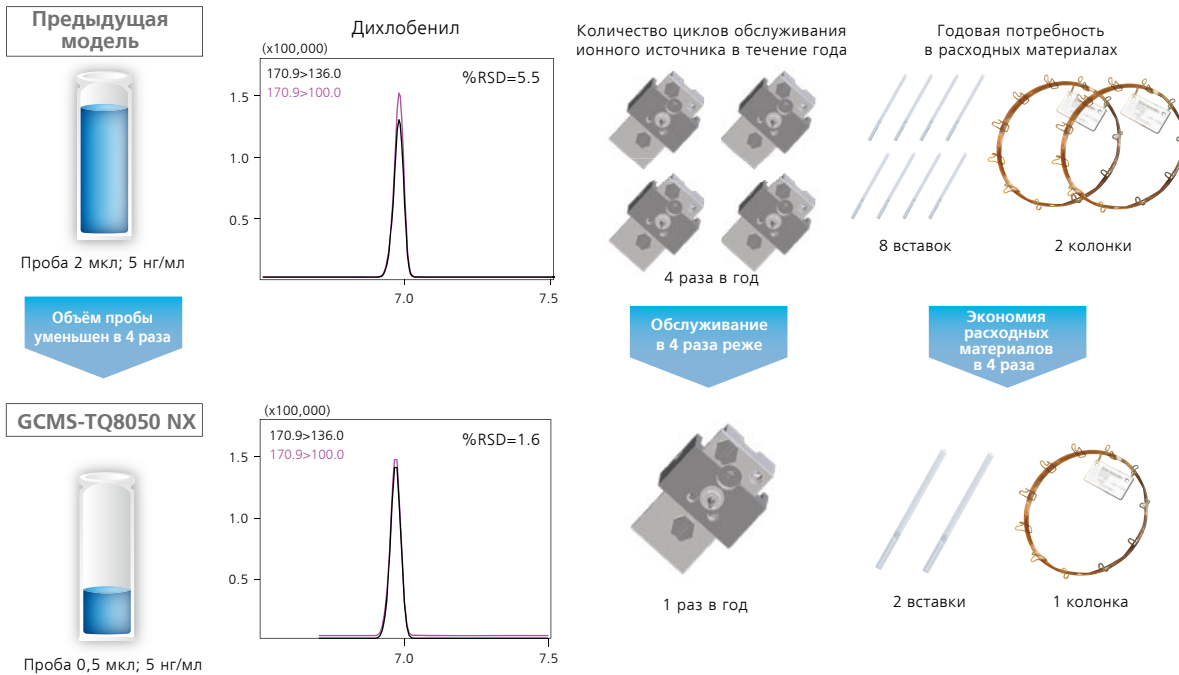 Предыдущая
модель
Проба 2 мкл; 5 нг/мл
Дихлобенил
(x100,000)
170.9>136.0
170.9>100.0
%RSD=5.5
1.5
1.0
0.5
7.0
7.5
Количество циклов обслуживания
ионного источника в течение года
4 раза в год
Годовая потребность
в расходных материалах
8 вставок
2 колонки
Объём пробы
уменьшен в 4 раза
Обслуживание
в 4 раза реже
Экономия
расходных
материалов
в 4 раза
GCMS-TQ8050 NX
Проба 0,5 мкл; 5 нг/мл
(x100,000)
170.9>136.0
170.9>100.0
%RSD=1.6
1.5
1.0
0.5
7.0
7.5
1 раз в год
2 вставки
1 колонка